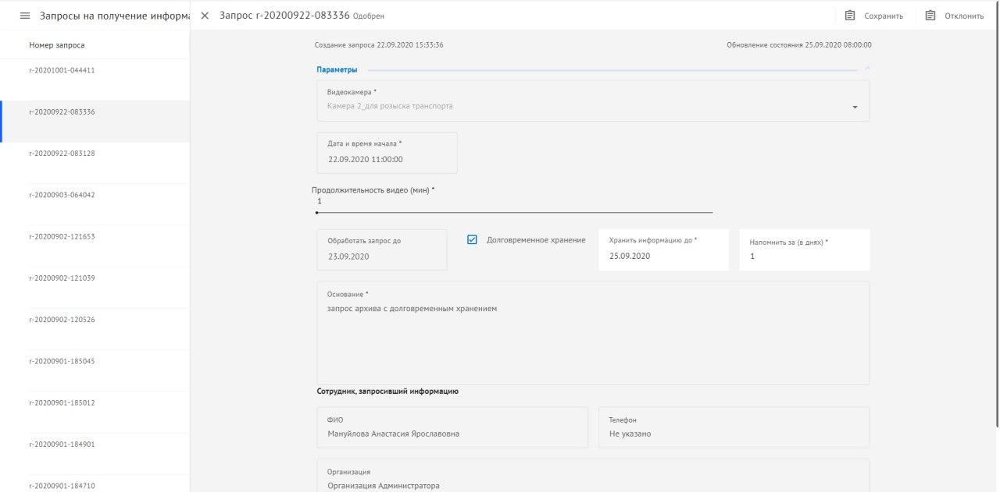 Запросы на получение информа
Номер запроса
r-20201001-044411
r-20200922-083336
r-20200922-083128
r-20200903-064042
r-20200902-121653
r-20200902-121039
r-20200902-120526
r-20200901-185045
r-20200901-185012
r-20200901-184901
r-20200901-184710
Запрос r-20200922-083336 Одобрен
Сохранить
Отклонить
Создание запроса 22.09.2020 15:33:36
Обновление состояния 25.09.2020 08:00:00
Параметры
Видеокамера *
Камера 2_для розыска транспорта
Дата и время начала *
22.09.2020 11:00:00
Продолжительность видео (мин) *
1
Обработать запрос до
23.09.2020
Долговременное хранение
Хранить информацию до *
25.09.2020
Напомнить за (в днях) *
1
Основание *
запрос архива с долговременным хранением
Сотрудник, запросивший информацию
ФИО
Мануйлова Анастасия Ярославовна
Телефон
Не указано
Организация
Организация Администратора